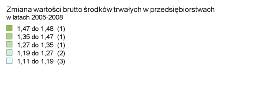 Zmiana wartości brutto środków trwałych w przedsiębiorstwach
w latach 2005-2008
1,47 do 1,48 (1)
1,35 do 1,47 (1)
1,27 do 1,35 (1)
1,19 do 1,27 (2)
1,11 do 1,19 (3)